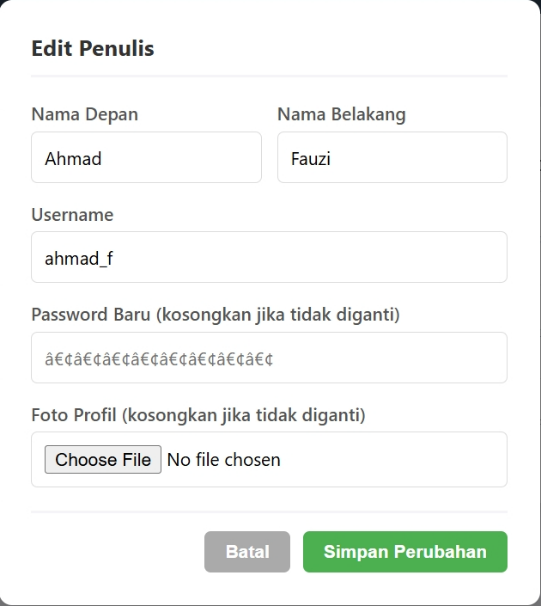 Edit Penulis
Nama Depan
Nama Belakang
Ahmad
Fauzi
Username
ahmad_f
Password Baru (kosongkan jika tidak diganti)
â€¢â€¢â€¢â€¢â€¢â€¢â€¢â€¢
Foto Profil (kosongkan jika tidak diganti)
Choose File No file chosen
Batal
Simpan Perubahan